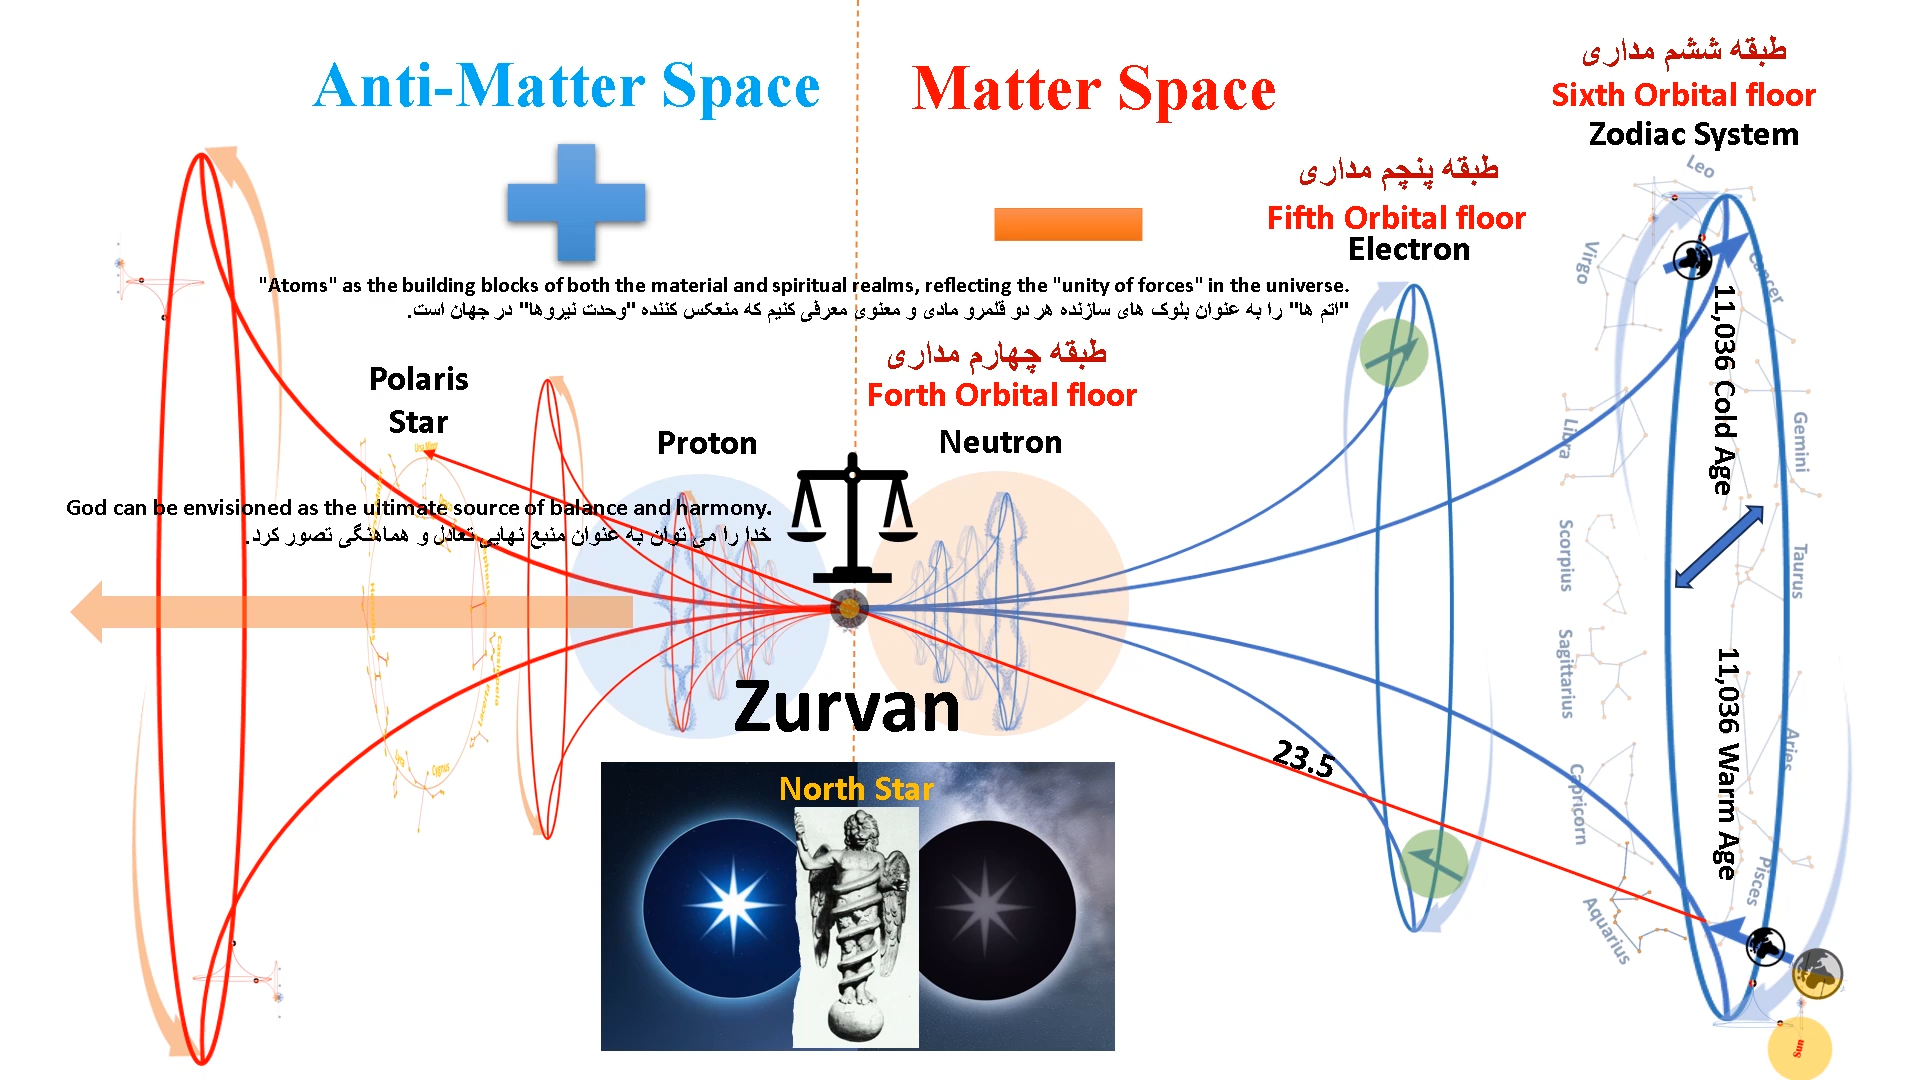 Anti-Matter Space
Matter Space
طبقه ششم مداری
Sixth Orbital floor
Zodiac System
طبقه پنچم مداری
Fifth Orbital floor
Electron
"Atoms" as the building blocks of both the material and spiritual realms, reflecting the "unity of forces" in the universe.
"اتم ها" را به عنوان بلوک های سازنده هر دو قلمرو مادی و معنوی معرفی کنیم که منعکس کننده "وحدت نیروها" در جهان است.
طبقه چهارم مداری
Forth Orbital floor
Polaris
Star
Proton
Neutron
God can be envisioned as the ultimate source of balance and harmony.
خدا را می توان به عنوان منبع نهایی تعادل و هماهنگی تصور کرد.
Zurvan
North Star
23.5
11,036 Cold Age
11,036 Warm Age
Leo
Virgo
Cancer
Libra
Gemini
Scorpius
Taurus
Sagitarius
Aries
Capricorn
Pisces
Aquarius
Sun
Lyra
Cygnus